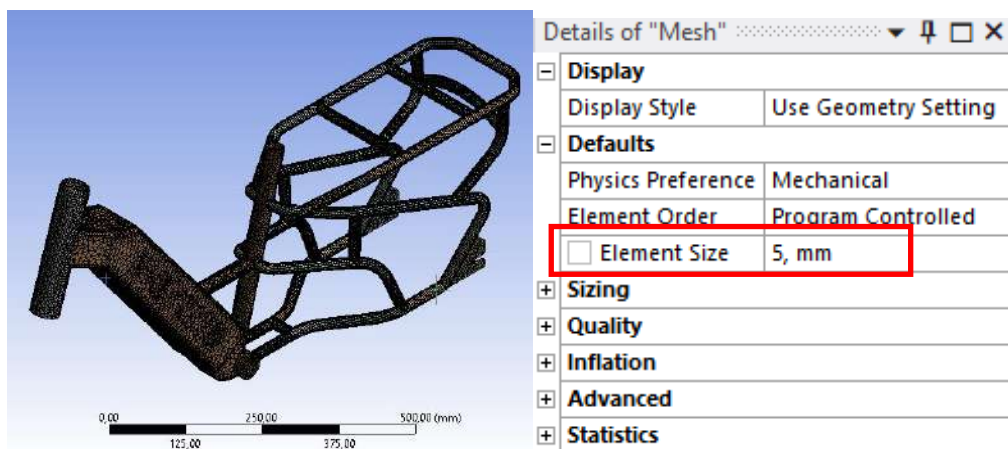 Details of "Mesh"
Display
Display Style Use Geometry Setting
Defaults
Physics Preference Mechanical
Element Order Program Controlled
Element Size 5, mm
Sizing
Quality
Inflation
Advanced
Statistics
0,00 250,00 500,00 (mm)
125,00 375,00